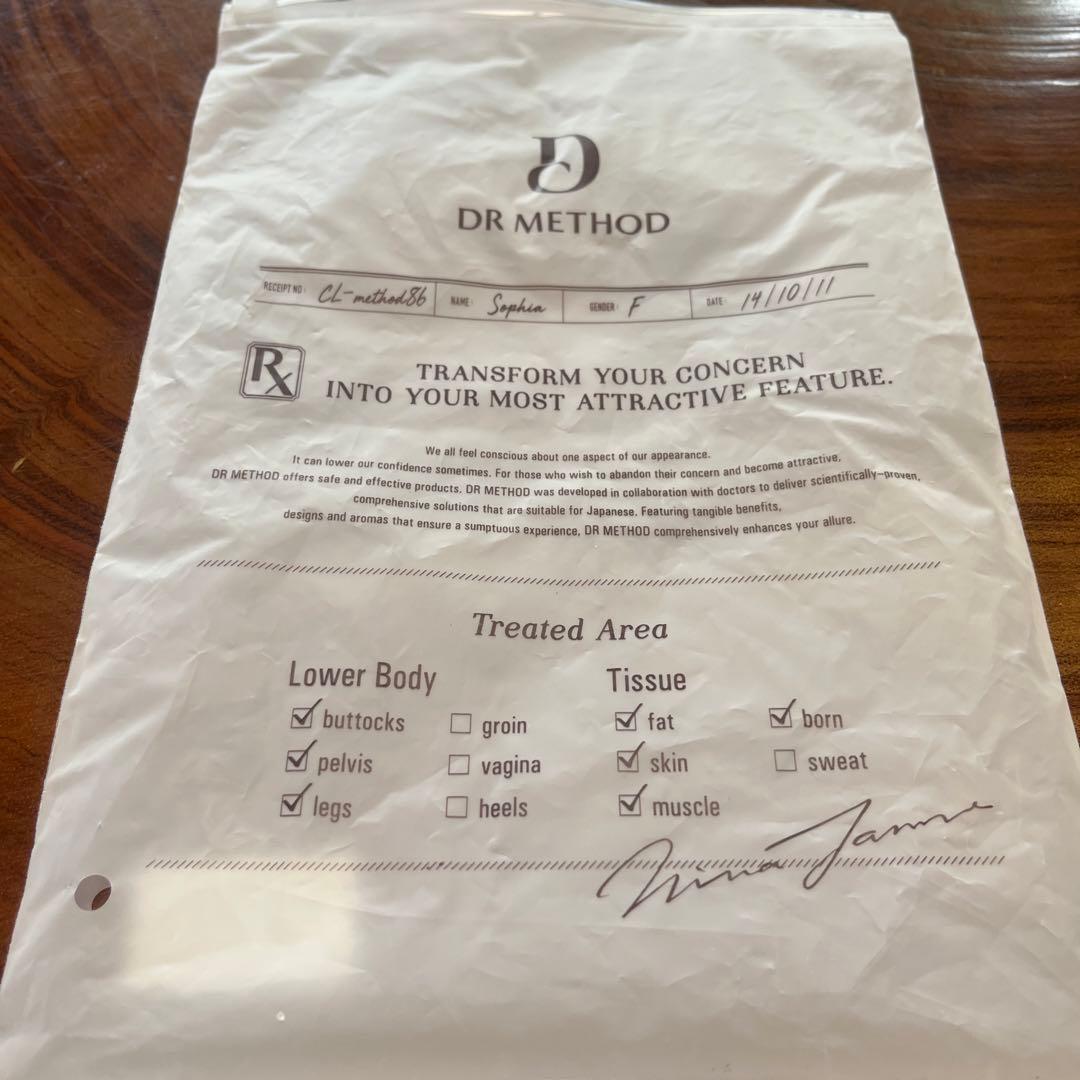 DR METHOD
RECEIPT NO: CL-method86 NAME: Sophia GENDER: F DATE: 14/10/11
Rx
TRANSFORM YOUR CONCERN
INTO YOUR MOST ATTRACTIVE FEATURE.
We all feel conscious about one aspect of our appearance.
It can lower our confidence sometimes. For those who wish to abandon their concern and become attractive,
DR METHOD offers safe and effective products. DR METHOD was developed in collaboration with doctors to deliver scientifically-proven,
comprehensive solutions that are suitable for Japanese. Featuring tangible benefits,
designs and aromas that ensure a sumptuous experience, DR METHOD comprehensively enhances your allure.
Treated Area
Lower Body Tissue
buttocks groin fat born
pelvis vagina skin sweat
legs heels muscle